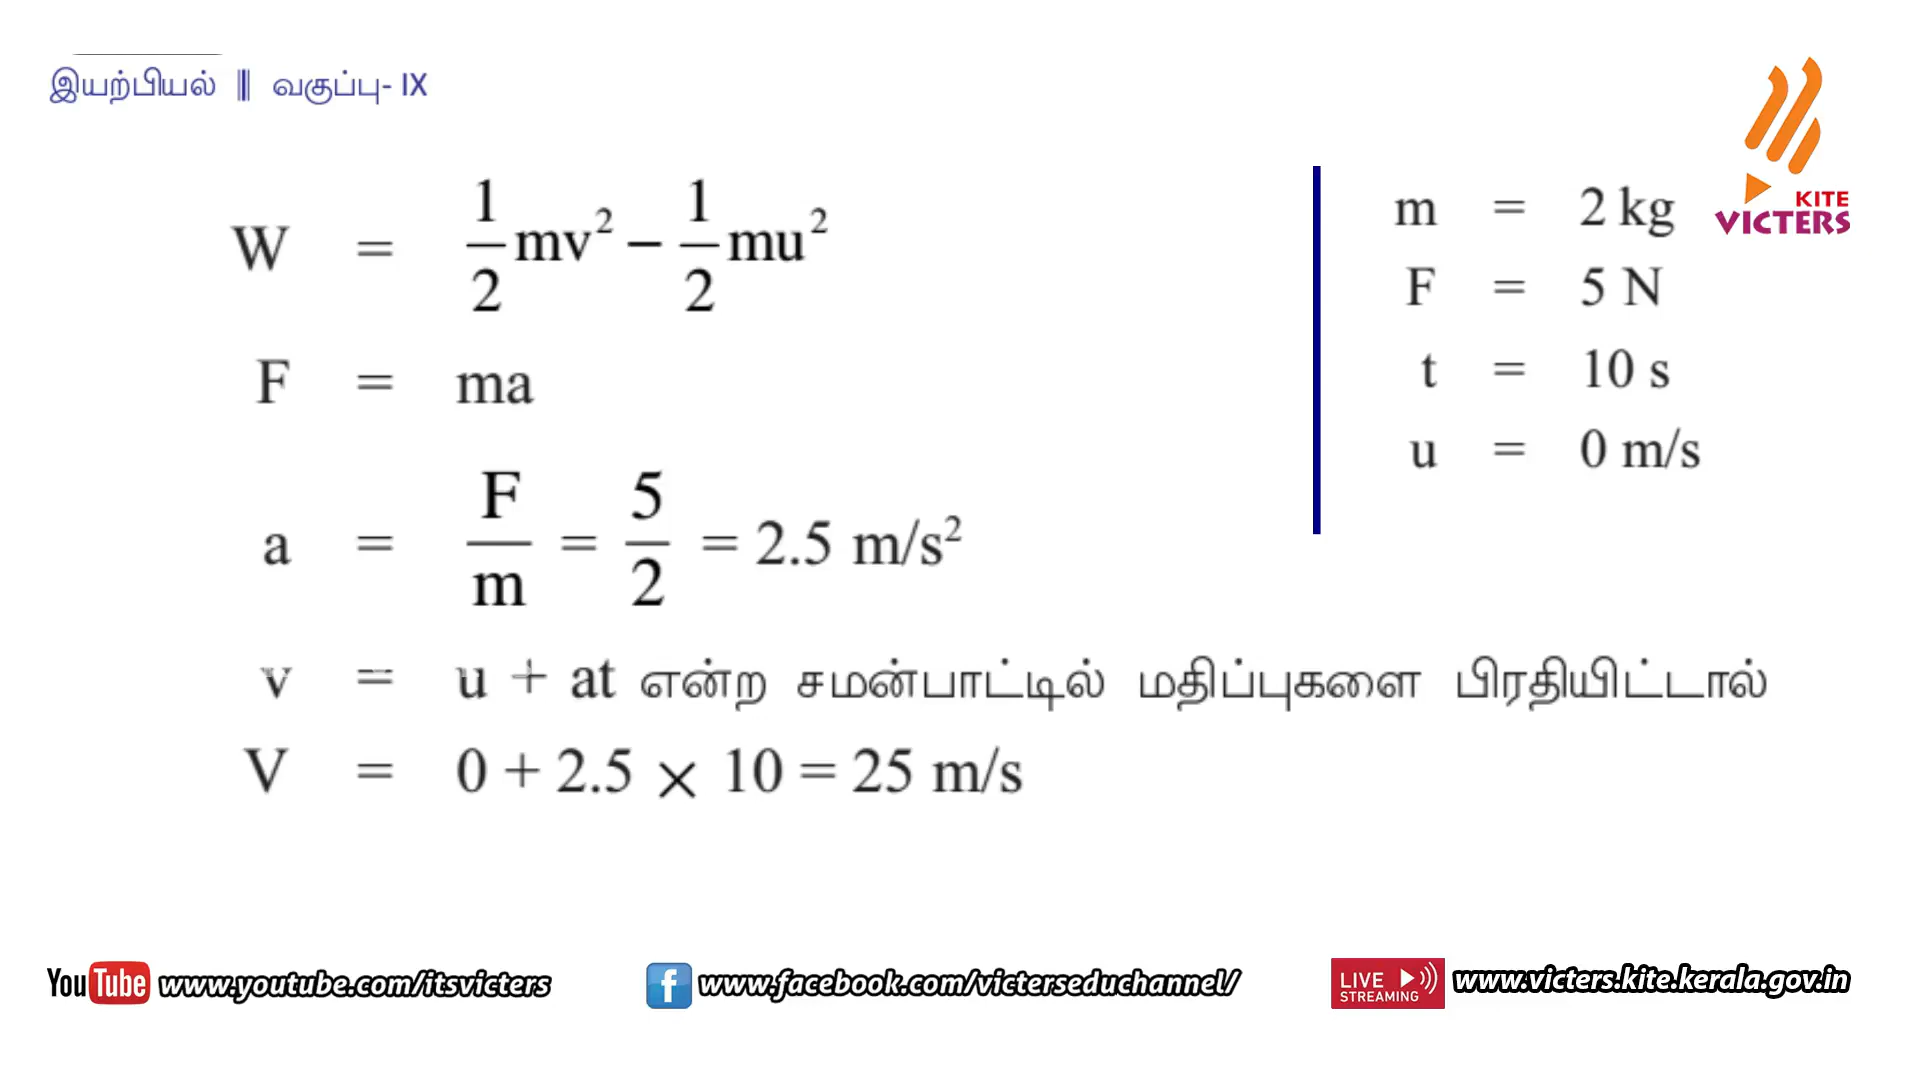 இயற்பியல் || வகுப்பு- IX
W = 1/2 mv² − 1/2 mu²
F = ma
a = F/m = 5/2 = 2.5 m/s²
v = u + at என்ற சமன்பாட்டில் மதிப்புகளை பிரதியிட்டால்
V = 0 + 2.5 × 10 = 25 m/s
m = 2 kg
F = 5 N
t = 10 s
u = 0 m/s
KITE
VICTERS
YouTube www.youtube.com/itsvicters
f www.facebook.com/victerseduchannel/
LIVE
STREAMING
www.victers.kite.kerala.gov.in